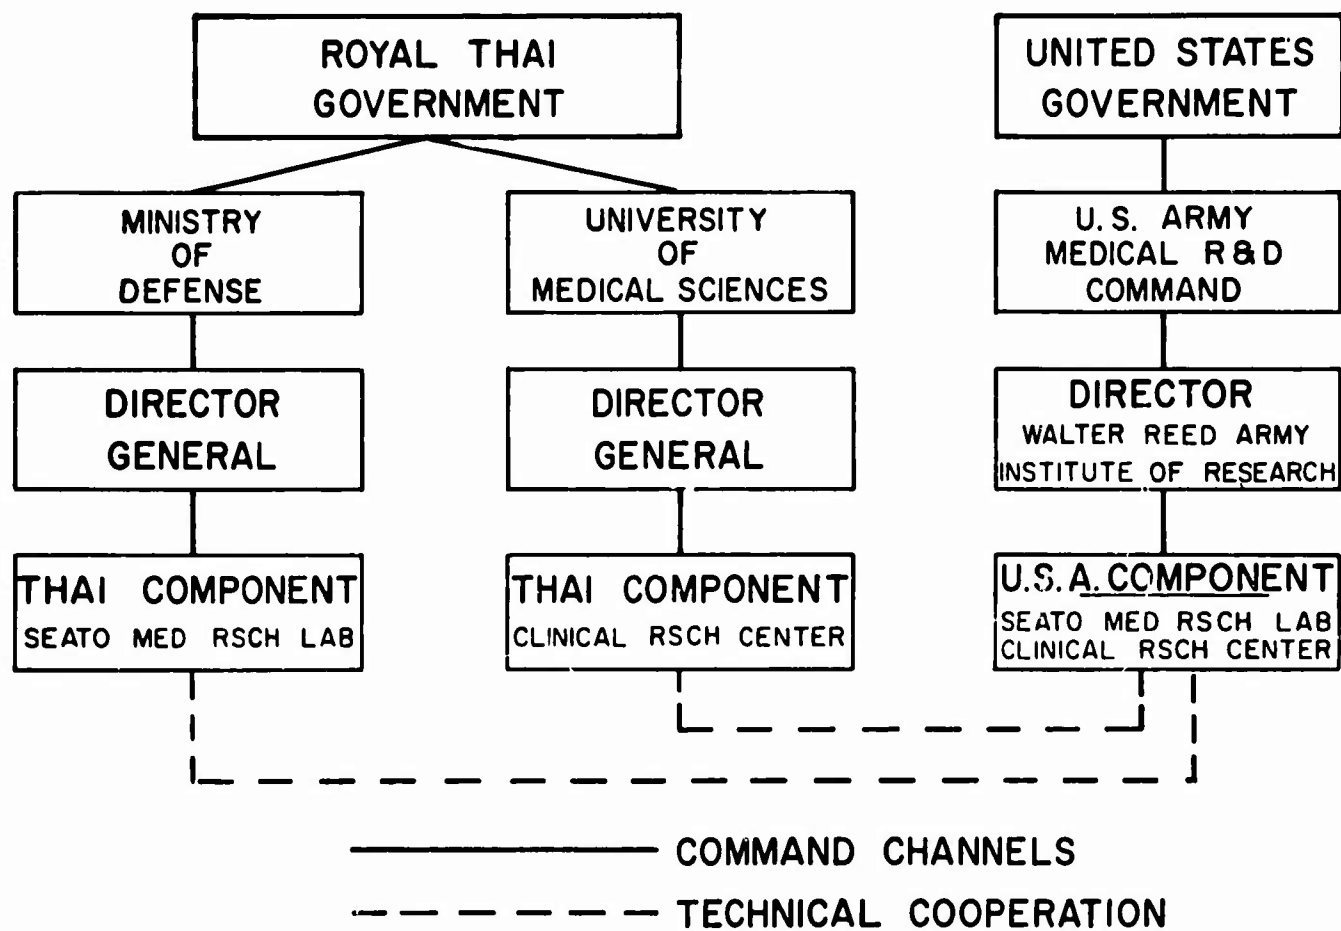 ROYAL THAI
GOVERNMENT
UNITED STATES
GOVERNMENT
MINISTRY
OF
DEFENSE
UNIVERSITY
OF
MEDICAL SCIENCES
U.S. ARMY
MEDICAL R&D
COMMAND
DIRECTOR
GENERAL
DIRECTOR
GENERAL
DIRECTOR
WALTER REED ARMY
INSTITUTE OF RESEARCH
THAI COMPONENT
SEATO MED RSCH LAB
THAI COMPONENT
CLINICAL RSCH CENTER
U.S.A. COMPONENT
SEATO MED RSCH LAB
CLINICAL RSCH CENTER
COMMAND CHANNELS
TECHNICAL COOPERATION